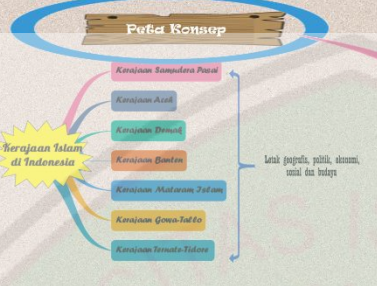 Peta Konsep
Kerajaan Samudera Pasai
Kerajaan Aceh
Kerajaan Demak
Kerajaan Islam
di Indonesia
Kerajaan Banten
Kerajaan Mataram Islam
Kerajaan Gowa-Tallo
Kerajaan Ternate-Tidore
Letak geografis, politik, ekonomi,
sosial dan budaya